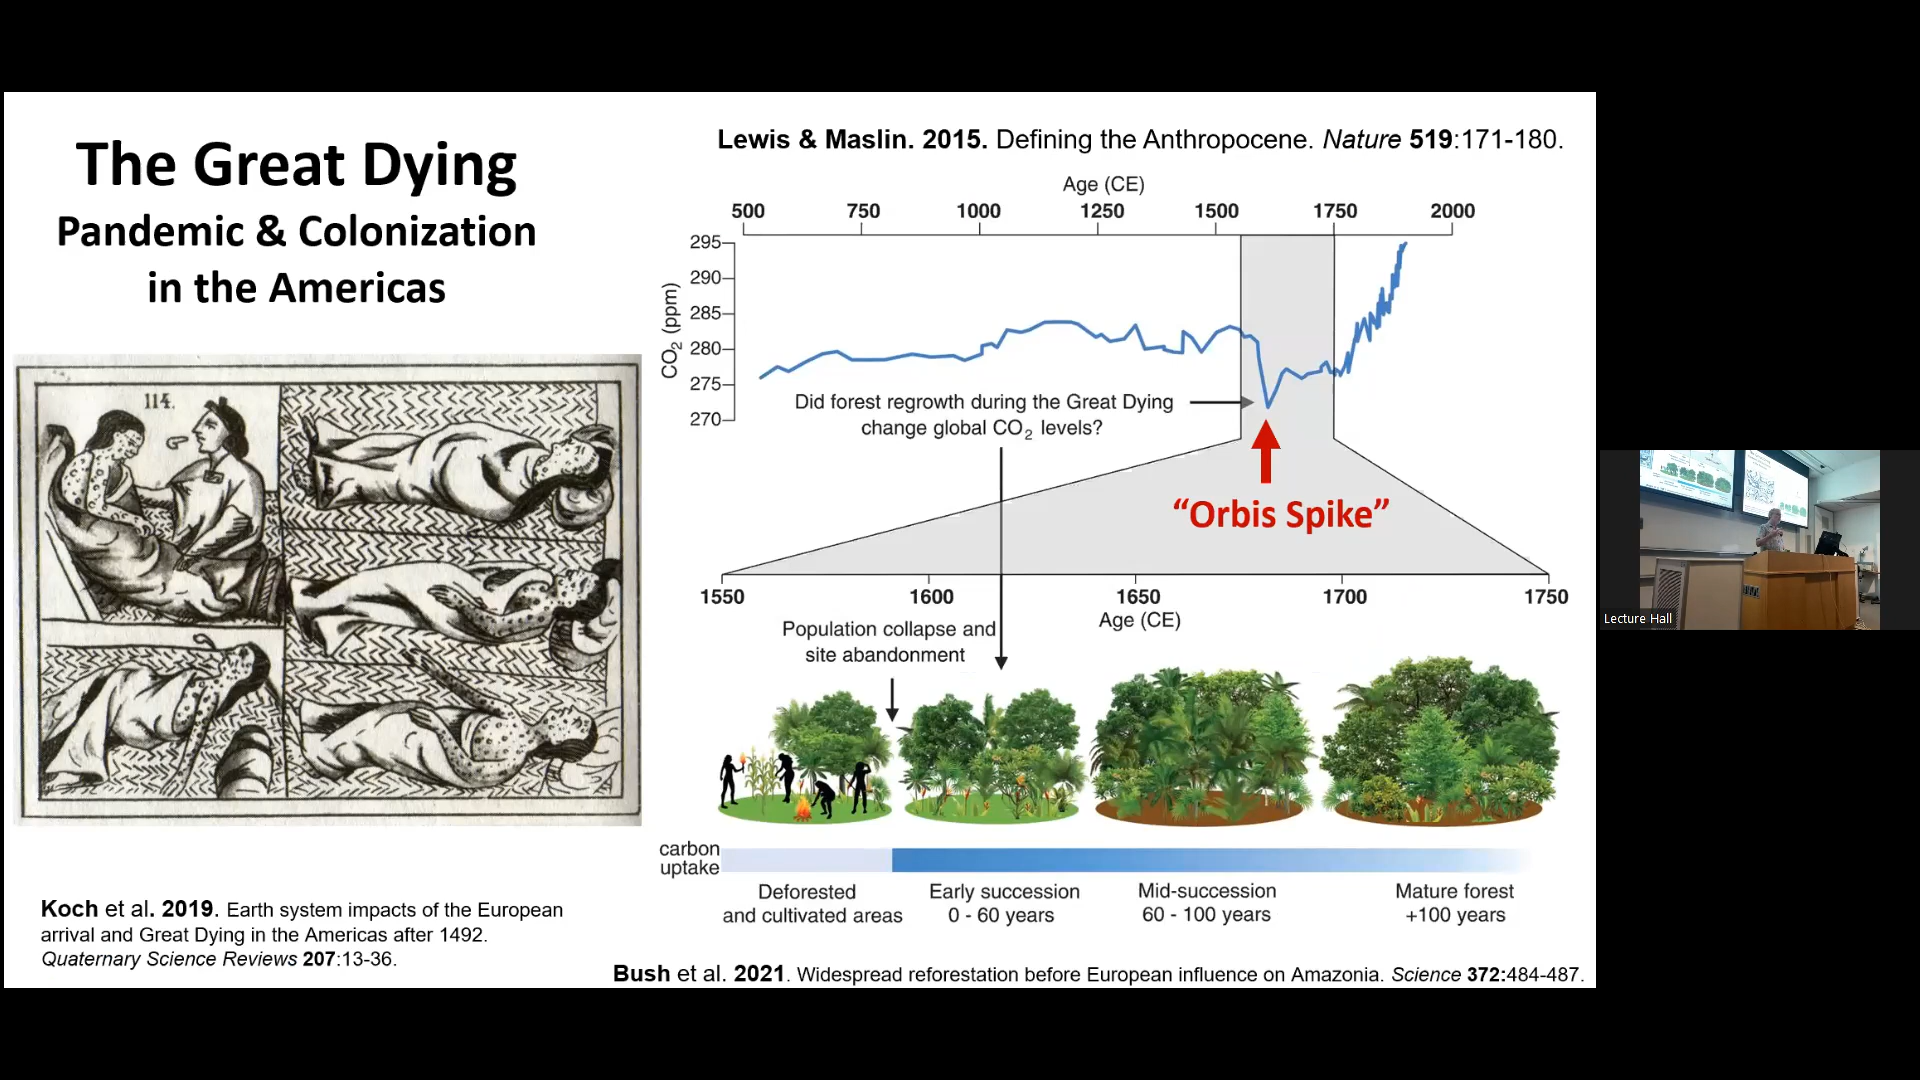 The Great Dying
Pandemic & Colonization
in the Americas
114.
Koch et al. 2019. Earth system impacts of the European
arrival and Great Dying in the Americas after 1492.
Quaternary Science Reviews 207:13-36.
Lewis & Maslin. 2015. Defining the Anthropocene. Nature 519:171-180.
Age (CE)
500 750 1000 1250 1500 1750 2000
CO2 (ppm)
295
290
285
280
275
270
Did forest regrowth during the Great Dying
change global CO2 levels?
“Orbis Spike”
1550 1600 1650 1700 1750
Age (CE)
Population collapse and
site abandonment
carbon
uptake
Deforested
and cultivated areas
Early succession
0 - 60 years
Mid-succession
60 - 100 years
Mature forest
+100 years
Bush et al. 2021. Widespread reforestation before European influence on Amazonia. Science 372:484-487.
Lecture Hall